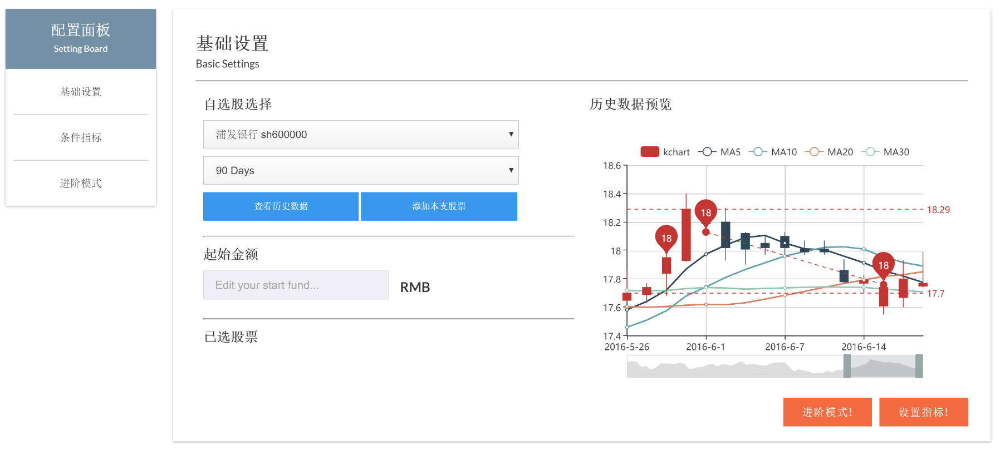 配置面板
Setting Board
基础设置
条件指标
进阶模式
基础设置
Basic Settings
自选股选择
浦发银行 sh600000
90 Days
查看历史数据
添加本支股票
起始金额
Edit your start fund...
RMB
已选股票
历史数据预览
kchart
MA5
MA10
MA20
MA30
18.6
18.4
18.2
18
17.8
17.6
17.4
18
18
18
18.29
17.7
2016-5-26
2016-6-1
2016-6-7
2016-6-14
进阶模式!
设置指标!